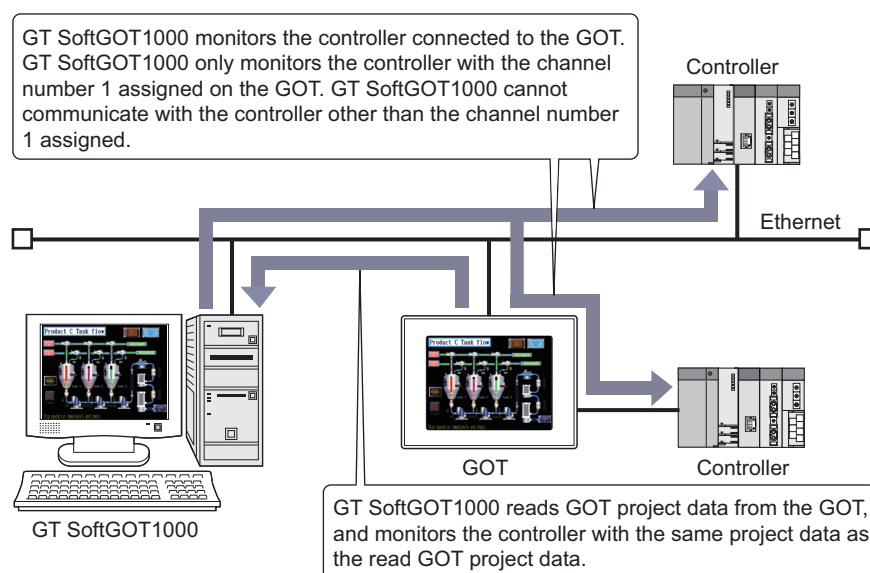 GT SoftGOT1000 monitors the controller connected to the GOT.
GT SoftGOT1000 only monitors the controller with the channel
number 1 assigned on the GOT. GT SoftGOT1000 cannot
communicate with the controller other than the channel number
1 assigned.
Controller
Ethernet
Product C Tank flow
Product C Tank flow
GOT
Controller
GT SoftGOT1000
GT SoftGOT1000 reads GOT project data from the GOT,
and monitors the controller with the same project data as
the read GOT project data.